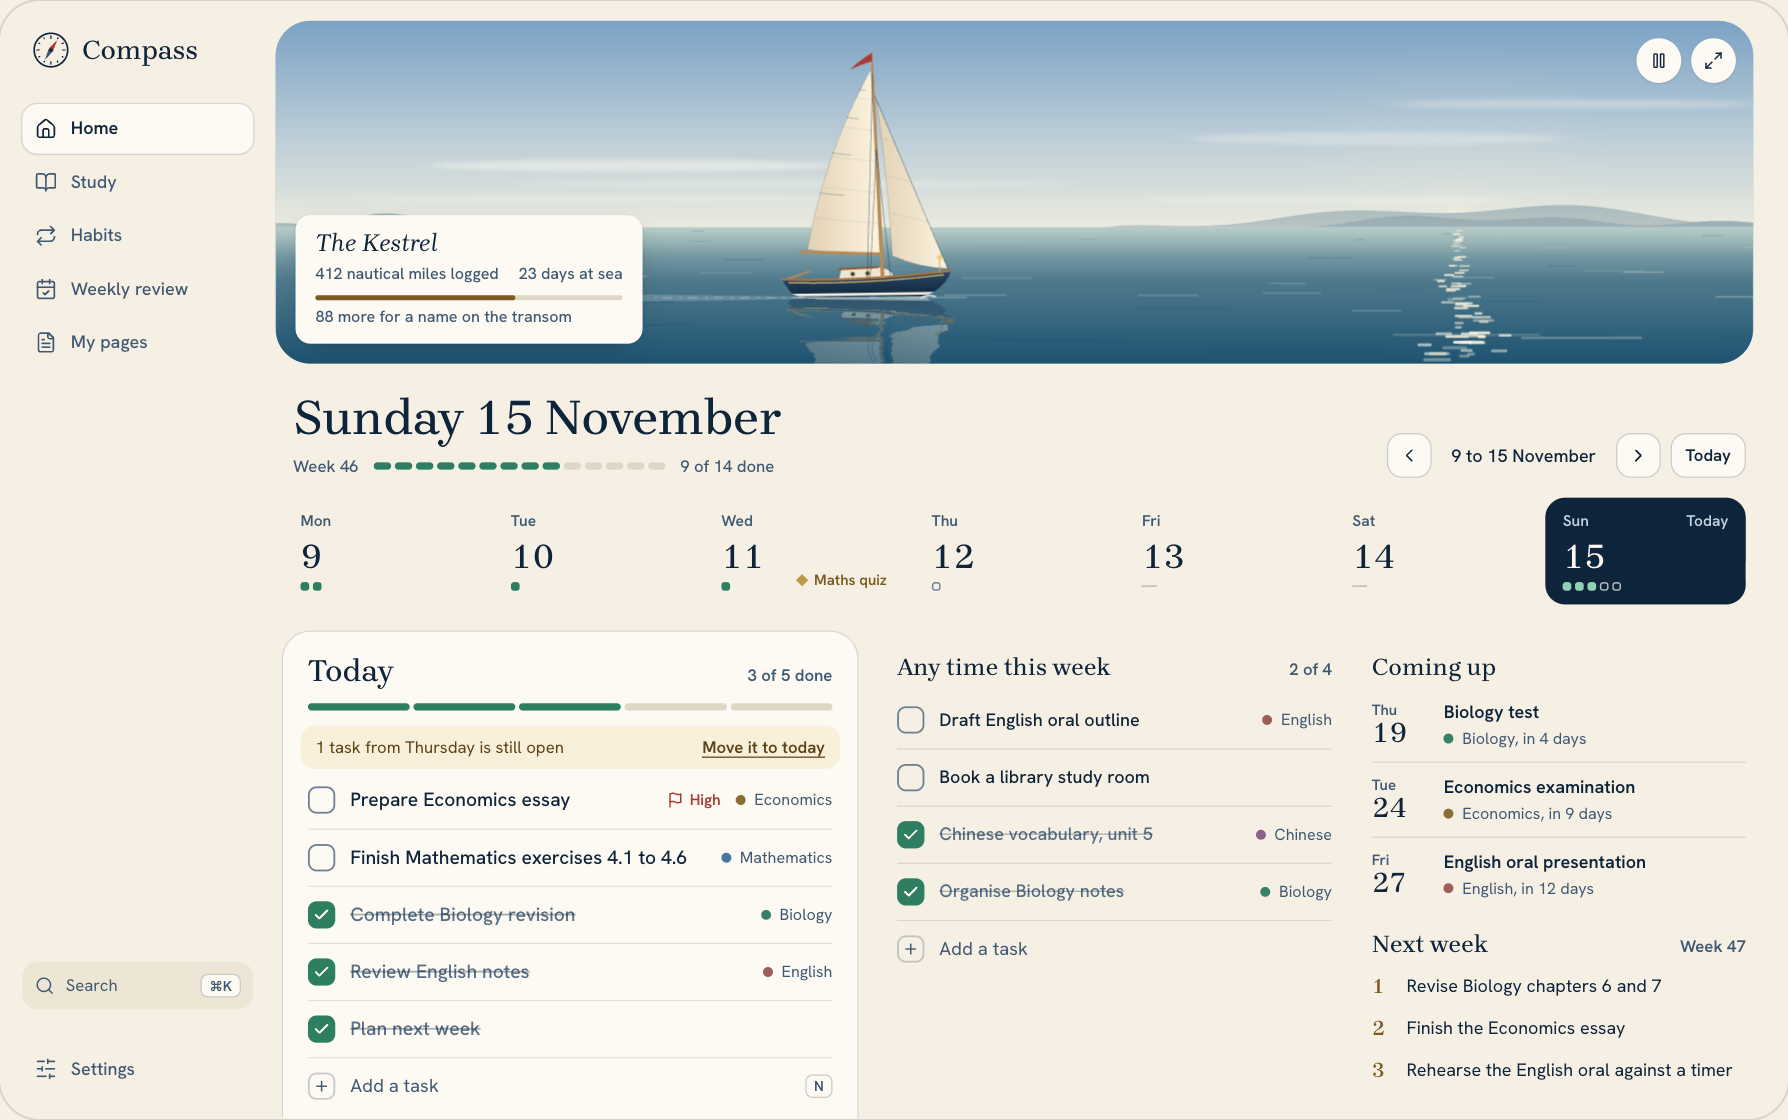 Compass
Home
Study
Habits
Weekly review
My pages
Search ⌘K
Settings
The Kestrel
412 nautical miles logged 23 days at sea
88 more for a name on the transom
Sunday 15 November
Week 46 9 of 14 done
9 to 15 November Today
Mon
9
Tue
10
Wed
11
Maths quiz
Thu
12
Fri
13
Sat
14
Sun Today
15
Today 3 of 5 done
1 task from Thursday is still open Move it to today
Prepare Economics essay High Economics
Finish Mathematics exercises 4.1 to 4.6 Mathematics
Complete Biology revision Biology
Review English notes English
Plan next week
Add a task N
Any time this week 2 of 4
Draft English oral outline English
Book a library study room
Chinese vocabulary, unit 5 Chinese
Organise Biology notes Biology
Add a task
Coming up
Thu
19
Biology test
Biology, in 4 days
Tue
24
Economics examination
Economics, in 9 days
Fri
27
English oral presentation
English, in 12 days
Next week Week 47
1 Revise Biology chapters 6 and 7
2 Finish the Economics essay
3 Rehearse the English oral against a timer